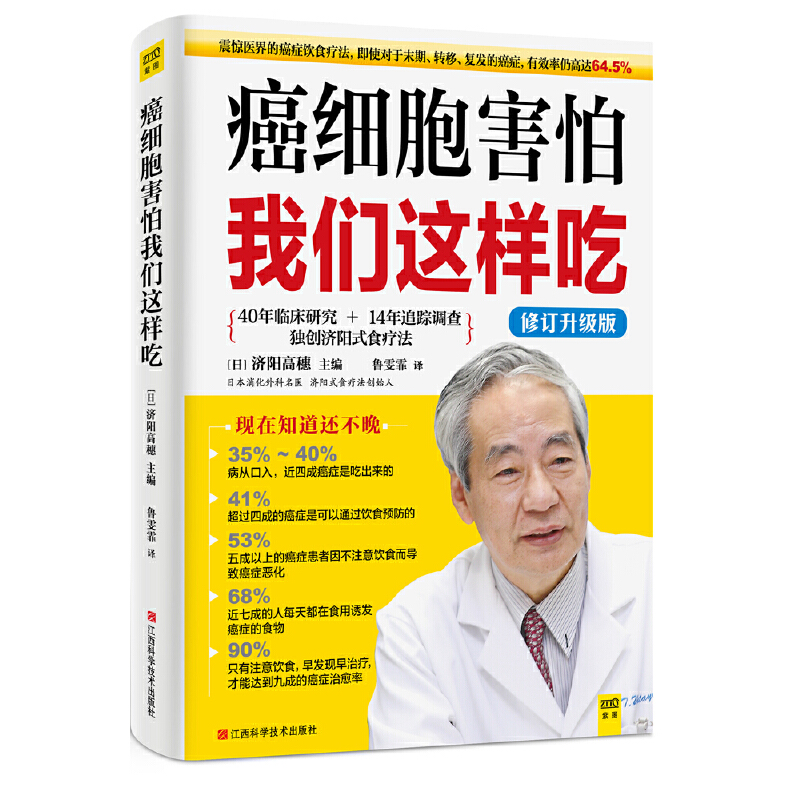 紫图
癌细胞害怕我们这样吃
[日]济阳高穗 主编
鲁雯霏 译
江西科学技术出版社
震惊医界的癌症饮食疗法，即使对于末期、转移、复发的癌症，有效率仍高达64.5%
癌细胞害怕
我们这样吃
40年临床研究 + 14年追踪调查
独创济阳式食疗法
修订升级版
[日] 济阳高穗 主编 鲁雯霏 译
日本消化外科名医 济阳式食疗法创始人
现在知道还不晚
35% ~ 40%
病从口入，近四成癌症是吃出来的
41%
超过四成的癌症是可以通过饮食预防的
53%
五成以上的癌症患者因不注意饮食而导
致癌症恶化
68%
近七成的人每天都在食用诱发
癌症的食物
90%
只有注意饮食，早发现早治疗，
才能达到九成的癌症治愈率
江西科学技术出版社
紫图